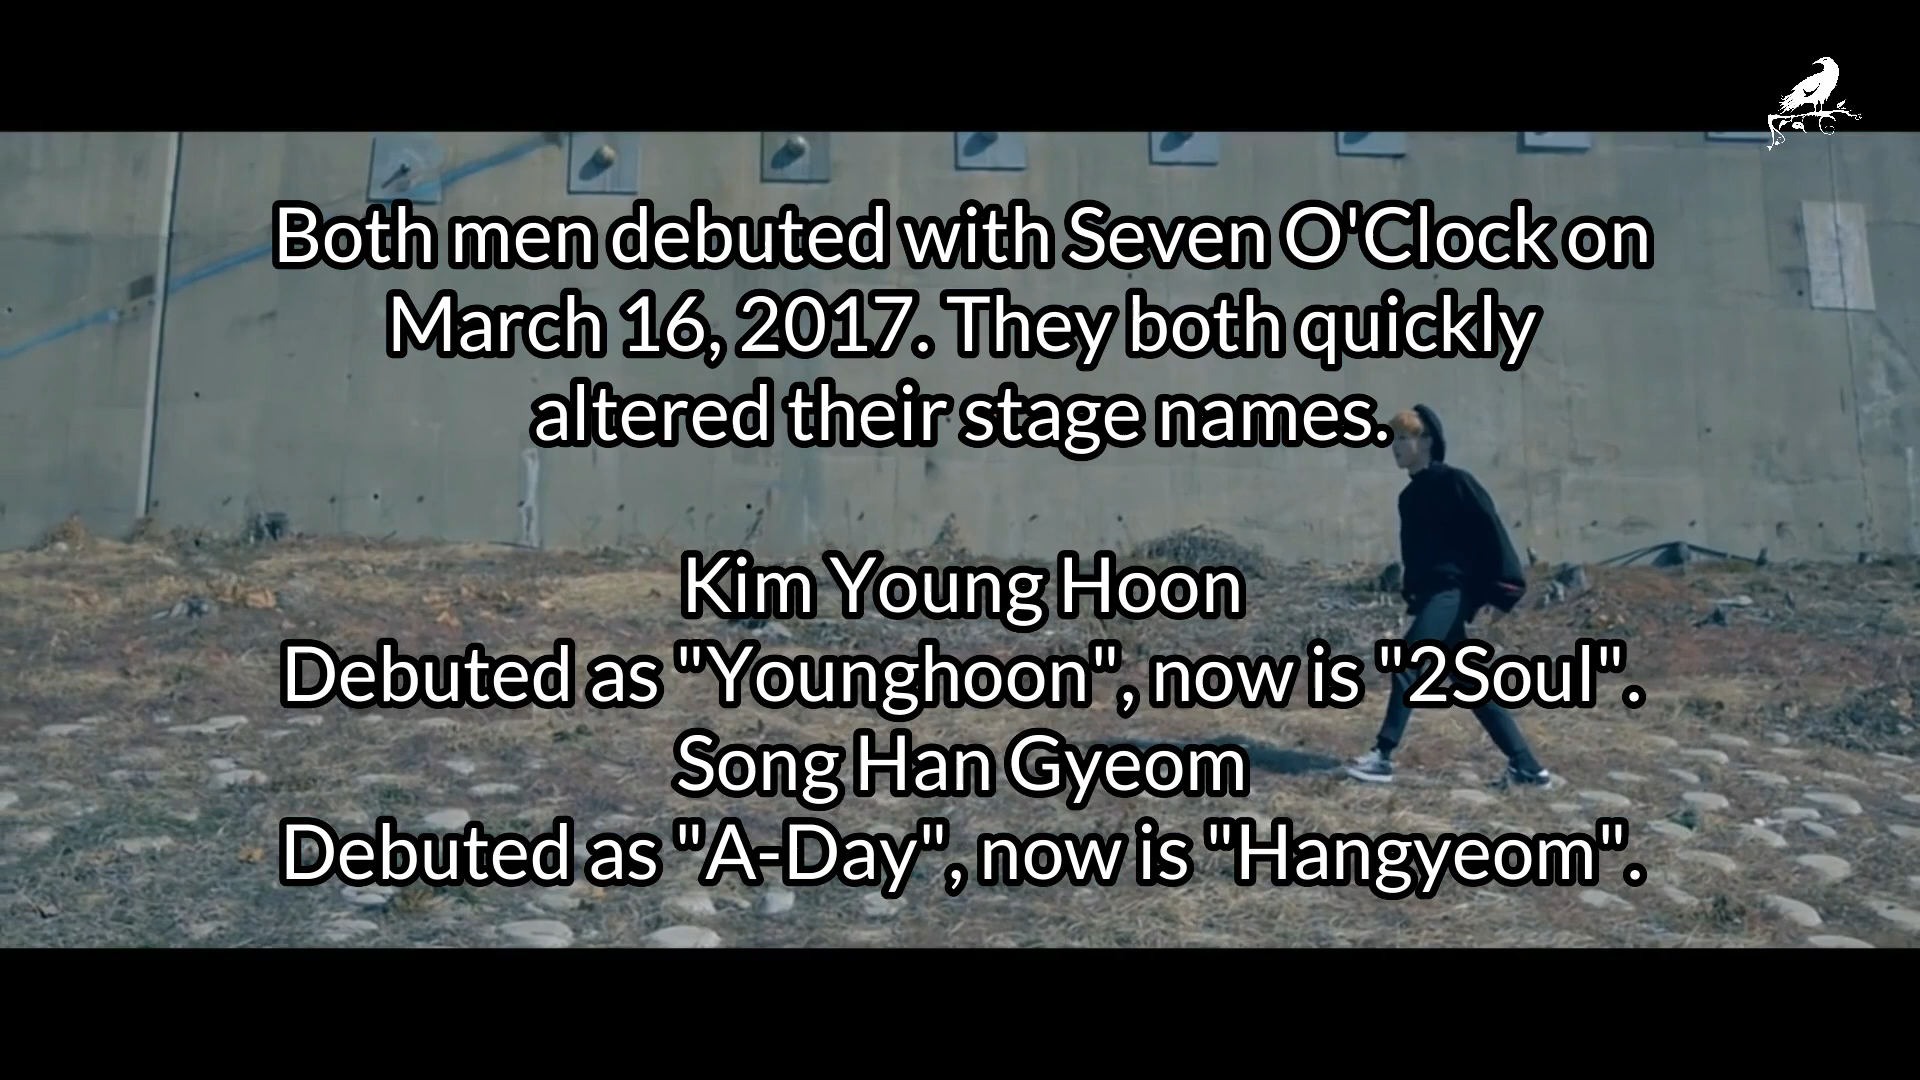 Both men debuted with Seven O'Clock on
March 16, 2017. They both quickly
altered their stage names.
Kim Young Hoon
Debuted as "Younghoon", now is "2Soul".
Song Han Gyeom
Debuted as "A-Day", now is "Hangyeom".